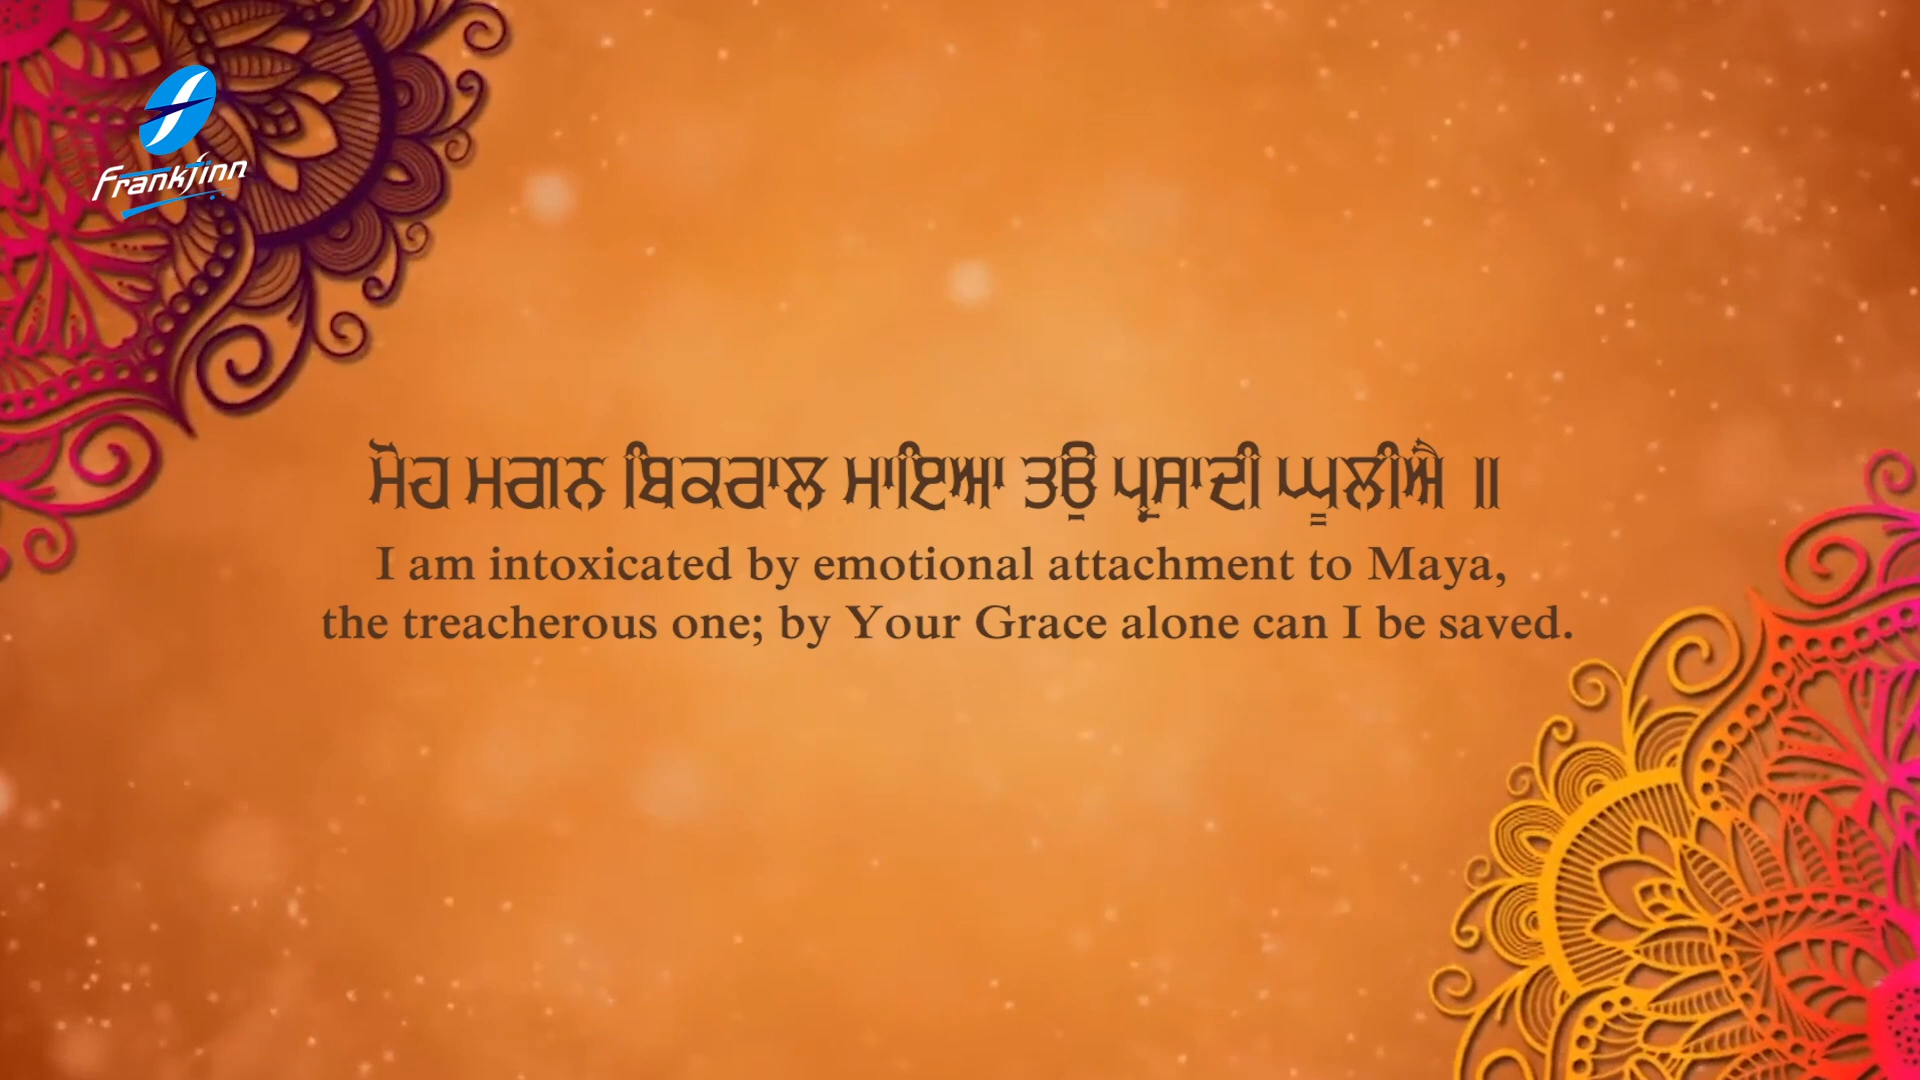 Frankfinn
ਮੋਹ ਮਗਨ ਬਿਕਰਾਲ ਮਾਇਆ ਤਉ ਪ੍ਰਸਾਦੀ ਘੂਲੀਐ ॥
I am intoxicated by emotional attachment to Maya,
the treacherous one; by Your Grace alone can I be saved.